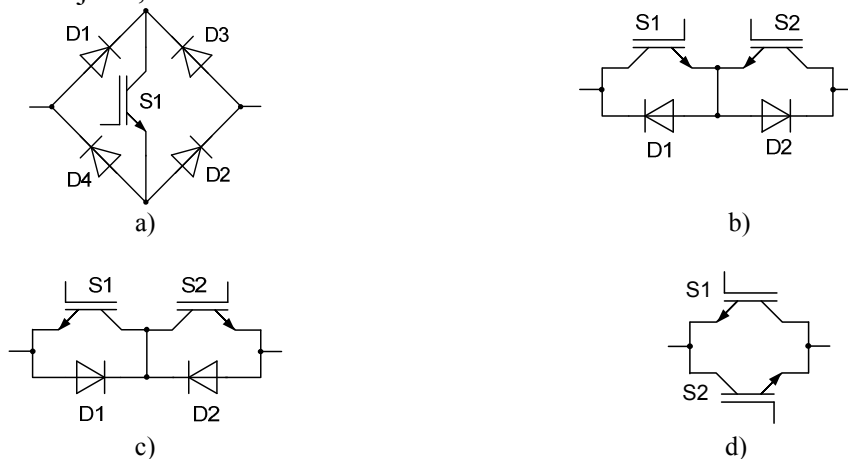 D1 D3
S1
D4 D2
a)
S1 S2
D1 D2
b)
S1 S2
D1 D2
c)
S1
S2
d)